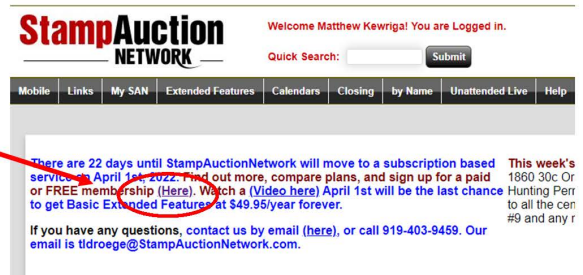 StampAuction
NETWORK
Welcome Matthew Kewriga! You are Logged in.
Quick Search: Submit
Mobile Links My SAN Extended Features Calendars Closing by Name Unattended Live Help
There are 22 days until StampAuctionNetwork will move to a subscription based
service on April 1st, 2022. Find out more, compare plans, and sign up for a paid
or FREE membership (Here). Watch a (Video here) April 1st will be the last chance
to get Basic Extended Features at $49.95/year forever.
If you have any questions, contact us by email (here), or call 919-403-9459. Our
email is tldroege@StampAuctionNetwork.com.
This week's
1860 30c Or
Hunting Perr
to all the cen
#9 and any r